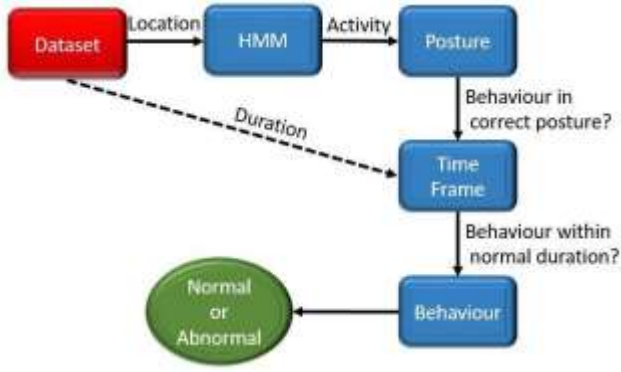 Dataset
Location
HMM
Activity
Posture
Behaviour in
correct posture?
Duration
Time
Frame
Behaviour within
normal duration?
Behaviour
Normal
or
Abnormal